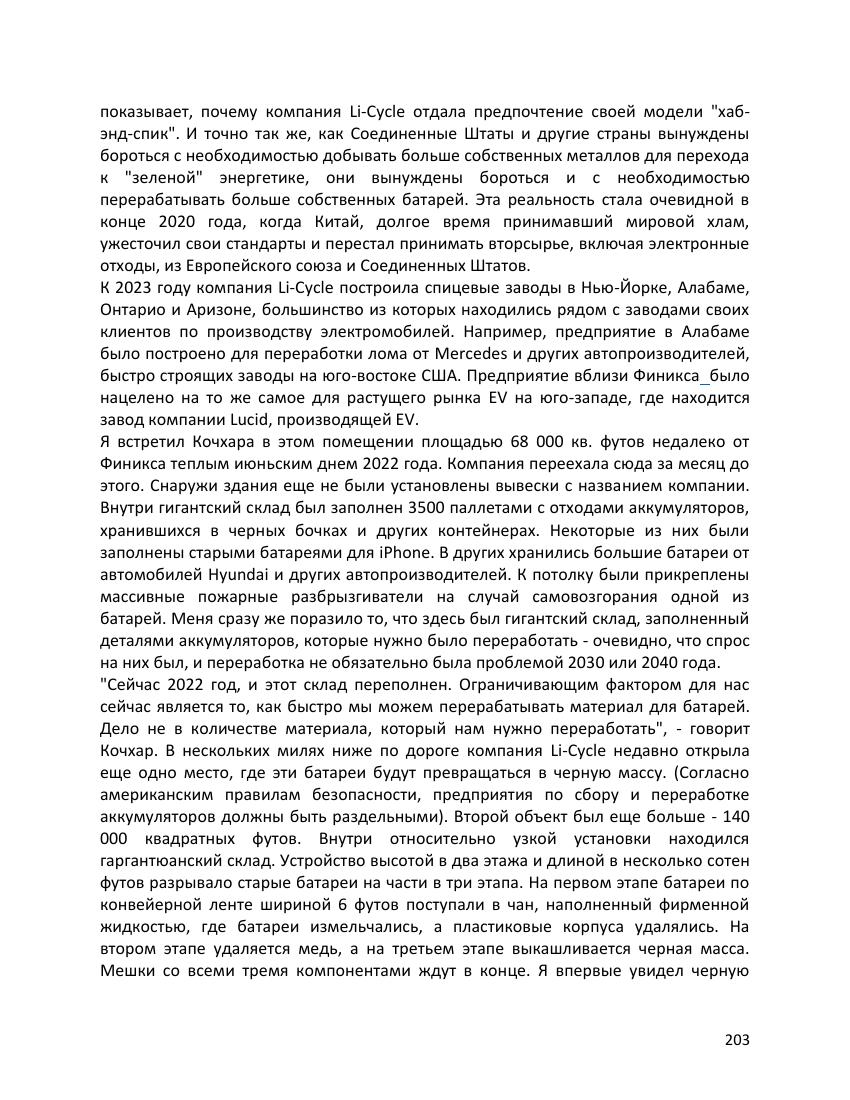 показывает, почему компания Li-Cycle отдала предпочтение своей модели "хаб-
энд-спик". И точно так же, как Соединенные Штаты и другие страны вынуждены
бороться с необходимостью добывать больше собственных металлов для перехода
к "зеленой" энергетике, они вынуждены бороться и с необходимостью
перерабатывать больше собственных батарей. Эта реальность стала очевидной в
конце 2020 года, когда Китай, долгое время принимавший мировой хлам,
ужесточил свои стандарты и перестал принимать вторсырье, включая электронные
отходы, из Европейского союза и Соединенных Штатов.
К 2023 году компания Li-Cycle построила спицевые заводы в Нью-Йорке, Алабаме,
Онтарио и Аризоне, большинство из которых находились рядом с заводами своих
клиентов по производству электромобилей. Например, предприятие в Алабаме
было построено для переработки лома от Mercedes и других автопроизводителей,
быстро строящих заводы на юго-востоке США. Предприятие вблизи Финикса было
нацелено на то же самое для растущего рынка EV на юго-западе, где находится
завод компании Lucid, производящей EV.
Я встретил Кочхара в этом помещении площадью 68 000 кв. футов недалеко от
Финикса теплым июньским днем 2022 года. Компания переехала сюда за месяц до
этого. Снаружи здания еще не были установлены вывески с названием компании.
Внутри гигантский склад был заполнен 3500 паллетами с отходами аккумуляторов,
хранившихся в черных бочках и других контейнерах. Некоторые из них были
заполнены старыми батареями для iPhone. В других хранились большие батареи от
автомобилей Hyundai и других автопроизводителей. К потолку были прикреплены
массивные пожарные разбрызгиватели на случай самовозгорания одной из
батарей. Меня сразу же поразило то, что здесь был гигантский склад, заполненный
деталями аккумуляторов, которые нужно было переработать - очевидно, что спрос
на них был, и переработка не обязательно была проблемой 2030 или 2040 года.
"Сейчас 2022 год, и этот склад переполнен. Ограничивающим фактором для нас
сейчас является то, как быстро мы можем перерабатывать материал для батарей.
Дело не в количестве материала, который нам нужно переработать", - говорит
Кочхар. В нескольких милях ниже по дороге компания Li-Cycle недавно открыла
еще одно место, где эти батареи будут превращаться в черную массу. (Согласно
американским правилам безопасности, предприятия по сбору и переработке
аккумуляторов должны быть раздельными). Второй объект был еще больше - 140
000 квадратных футов. Внутри относительно узкой установки находился
гаргантюанский склад. Устройство высотой в два этажа и длиной в несколько сотен
футов разрывало старые батареи на части в три этапа. На первом этапе батареи по
конвейерной ленте шириной 6 футов поступали в чан, наполненный фирменной
жидкостью, где батареи измельчались, а пластиковые корпуса удалялись. На
втором этапе удаляется медь, а на третьем этапе выкашливается черная масса.
Мешки со всеми тремя компонентами ждут в конце. Я впервые увидел черную
203